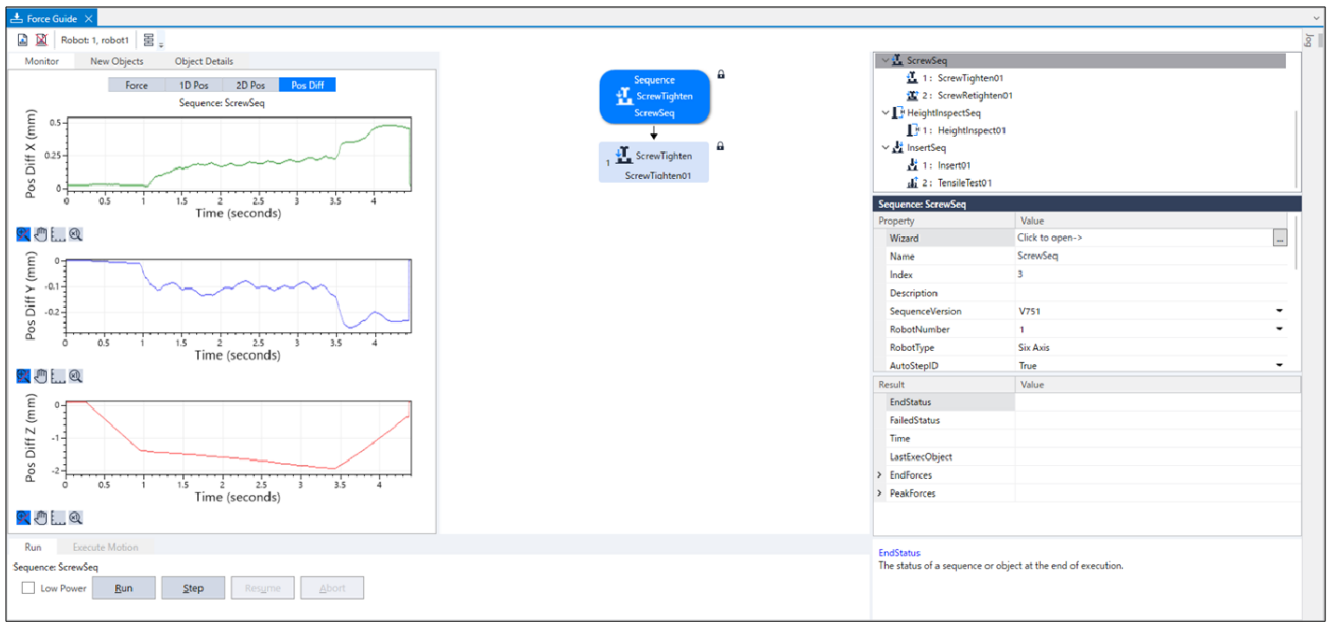 Force Guide
Robot: 1, robot1
Jog
Monitor New Objects Object Details
Force 1D Pos 2D Pos Pos Diff
Sequence: ScrewSeq
Pos Diff X (mm)
0.5
0.25
0
0 0.5 1 1.5 2 2.5 3 3.5 4
Time (seconds)
Pos Diff Y (mm)
0
-0.1
-0.2
0 0.5 1 1.5 2 2.5 3 3.5 4
Time (seconds)
Pos Diff Z (mm)
0
-1
-2
0 0.5 1 1.5 2 2.5 3 3.5 4
Time (seconds)
Run Execute Motion
Sequence: ScrewSeq
Low Power Run Step Resume Abort
Sequence
ScrewTighten
ScrewSeq
1 ScrewTighten
ScrewTighten01
ScrewSeq
1: ScrewTighten01
2: ScrewRetighten01
HeightInspectSeq
1: HeightInspect01
InsertSeq
1: Insert01
2: TensileTest01
Sequence: ScrewSeq
Property Value
Wizard Click to open-> ...
Name ScrewSeq
Index 3
Description
SequenceVersion V751
RobotNumber 1
RobotType Six Axis
AutoStepID True
Result Value
EndStatus
FailedStatus
Time
LastExecObject
EndForces
PeakForces
EndStatus
The status of a sequence or object at the end of execution.